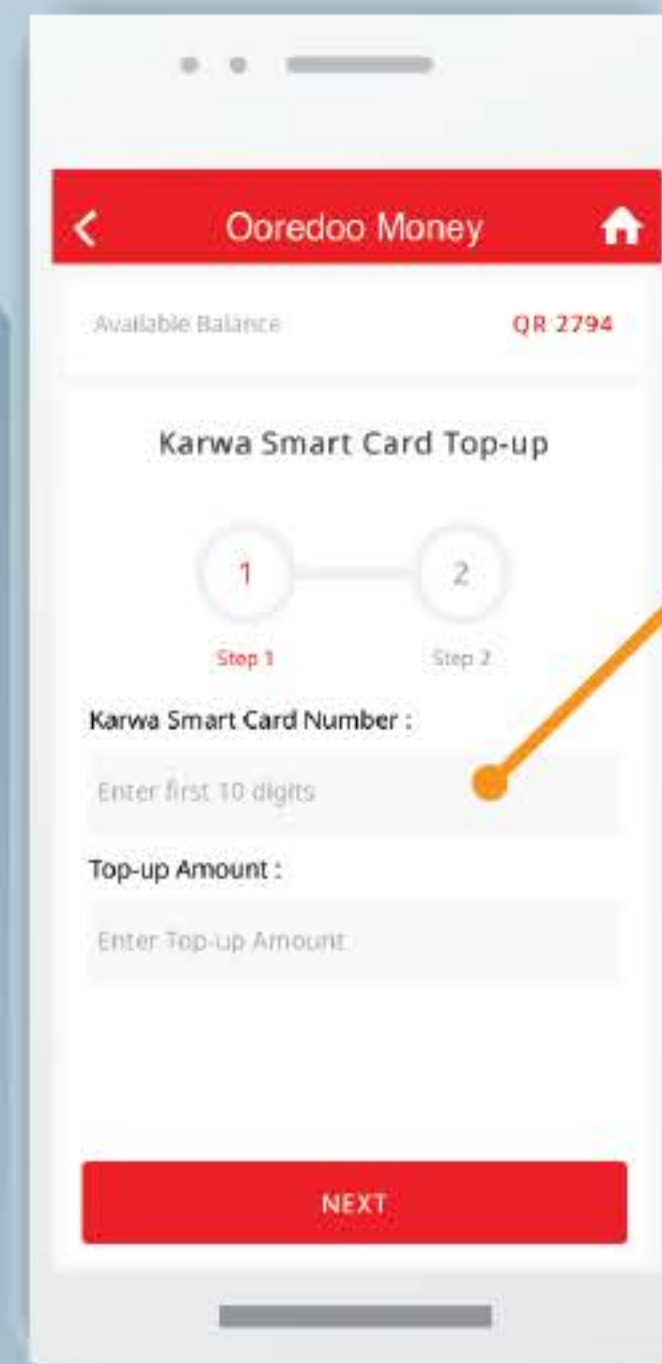 Ooredoo Money
Available Balance QR 2794
Karwa Smart Card Top-up
1 2
Step 1 Step 2
Karwa Smart Card Number :
Enter first 10 digits
Top-up Amount :
Enter Top-up Amount
NEXT